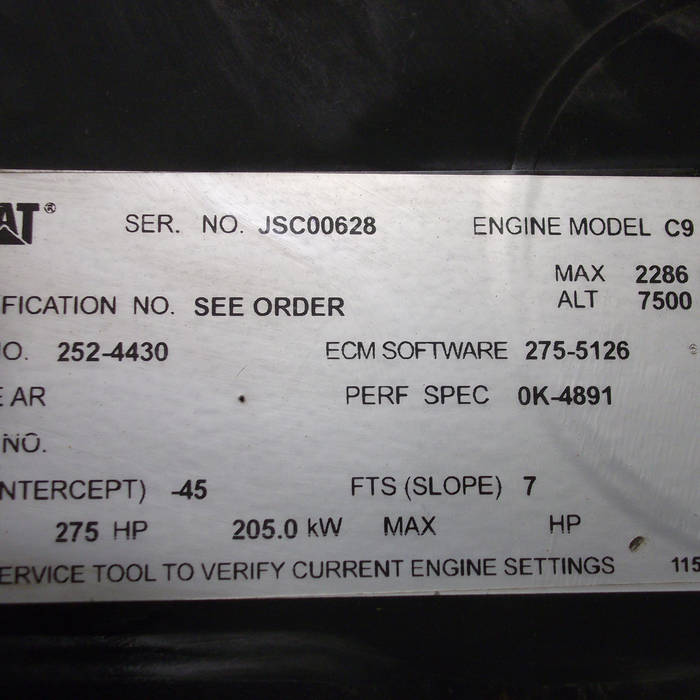 AT® SER. NO. JSC00628 ENGINE MODEL C9
MAX 2286
IFICATION NO. SEE ORDER ALT 7500
NO. 252-4430 ECM SOFTWARE 275-5126
E AR PERF SPEC 0K-4891
NO.
NTERCEPT) -45 FTS (SLOPE) 7
275 HP 205.0 kW MAX HP
ERVICE TOOL TO VERIFY CURRENT ENGINE SETTINGS 115